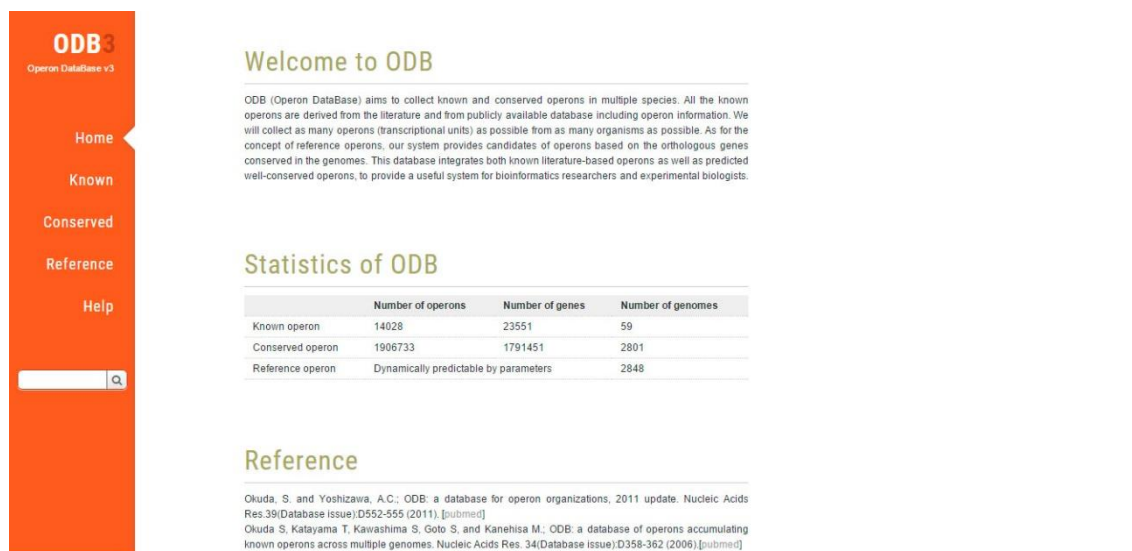 ODB3
Operon DataBase v3
Home
Known
Conserved
Reference
Help
Welcome to ODB
ODB (Operon DataBase) aims to collect known and conserved operons in multiple species. All the known
operons are derived from the literature and from publicly available database including operon information. We
will collect as many operons (transcriptional units) as possible from as many organisms as possible. As for the
concept of reference operons, our system provides candidates of operons based on the orthologous genes
conserved in the genomes. This database integrates both known literature-based operons as well as predicted
well-conserved operons, to provide a useful system for bioinformatics researchers and experimental biologists.
Statistics of ODB
Number of operons Number of genes Number of genomes
Known operon 14028 23551 59
Conserved operon 1906733 1791451 2801
Reference operon Dynamically predictable by parameters 2848
Reference
Okuda, S. and Yoshizawa, A.C.; ODB: a database for operon organizations, 2011 update. Nucleic Acids
Res.39(Database issue):D552-555 (2011). [pubmed]
Okuda S, Katayama T, Kawashima S, Goto S, and Kanehisa M.; ODB: a database of operons accumulating
known operons across multiple genomes. Nucleic Acids Res. 34(Database issue):D358-362 (2006).[pubmed]